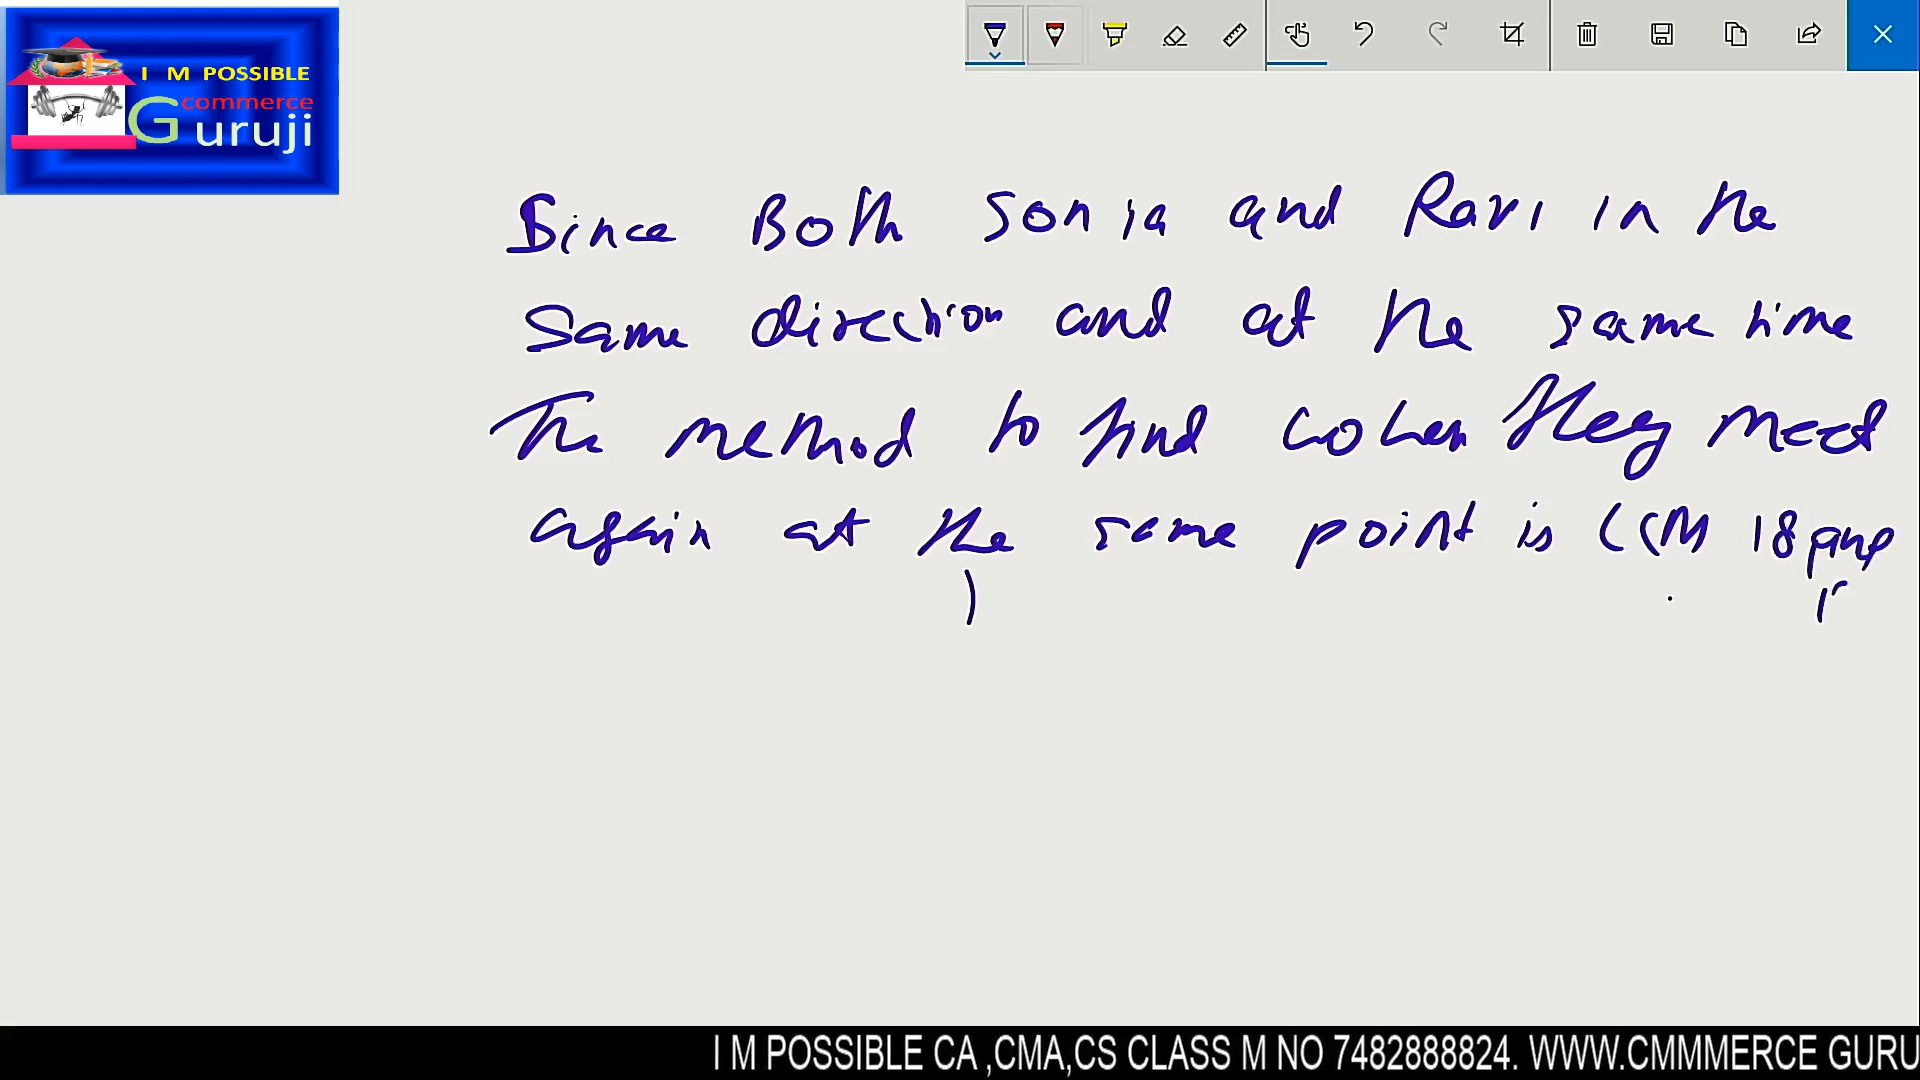 I M POSSIBLE
commerce
Guruji
Since Both Sonia and Ravi in the
same direction and at the same time
The method to find when they meet
again at the same point is LCM 18
I M POSSIBLE CA ,CMA,CS CLASS M NO 7482888824. WWW.CMMMERCE GURU